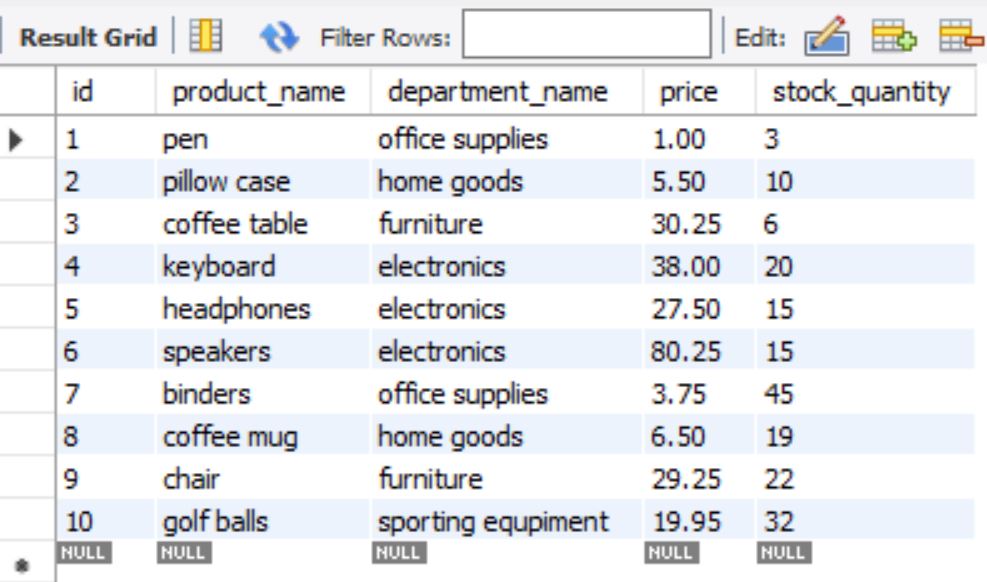 Result Grid Filter Rows: Edit:
id product_name department_name price stock_quantity
1 pen office supplies 1.00 3
2 pillow case home goods 5.50 10
3 coffee table furniture 30.25 6
4 keyboard electronics 38.00 20
5 headphones electronics 27.50 15
6 speakers electronics 80.25 15
7 binders office supplies 3.75 45
8 coffee mug home goods 6.50 19
9 chair furniture 29.25 22
10 golf balls sporting equpiment 19.95 32
NULL NULL NULL NULL NULL